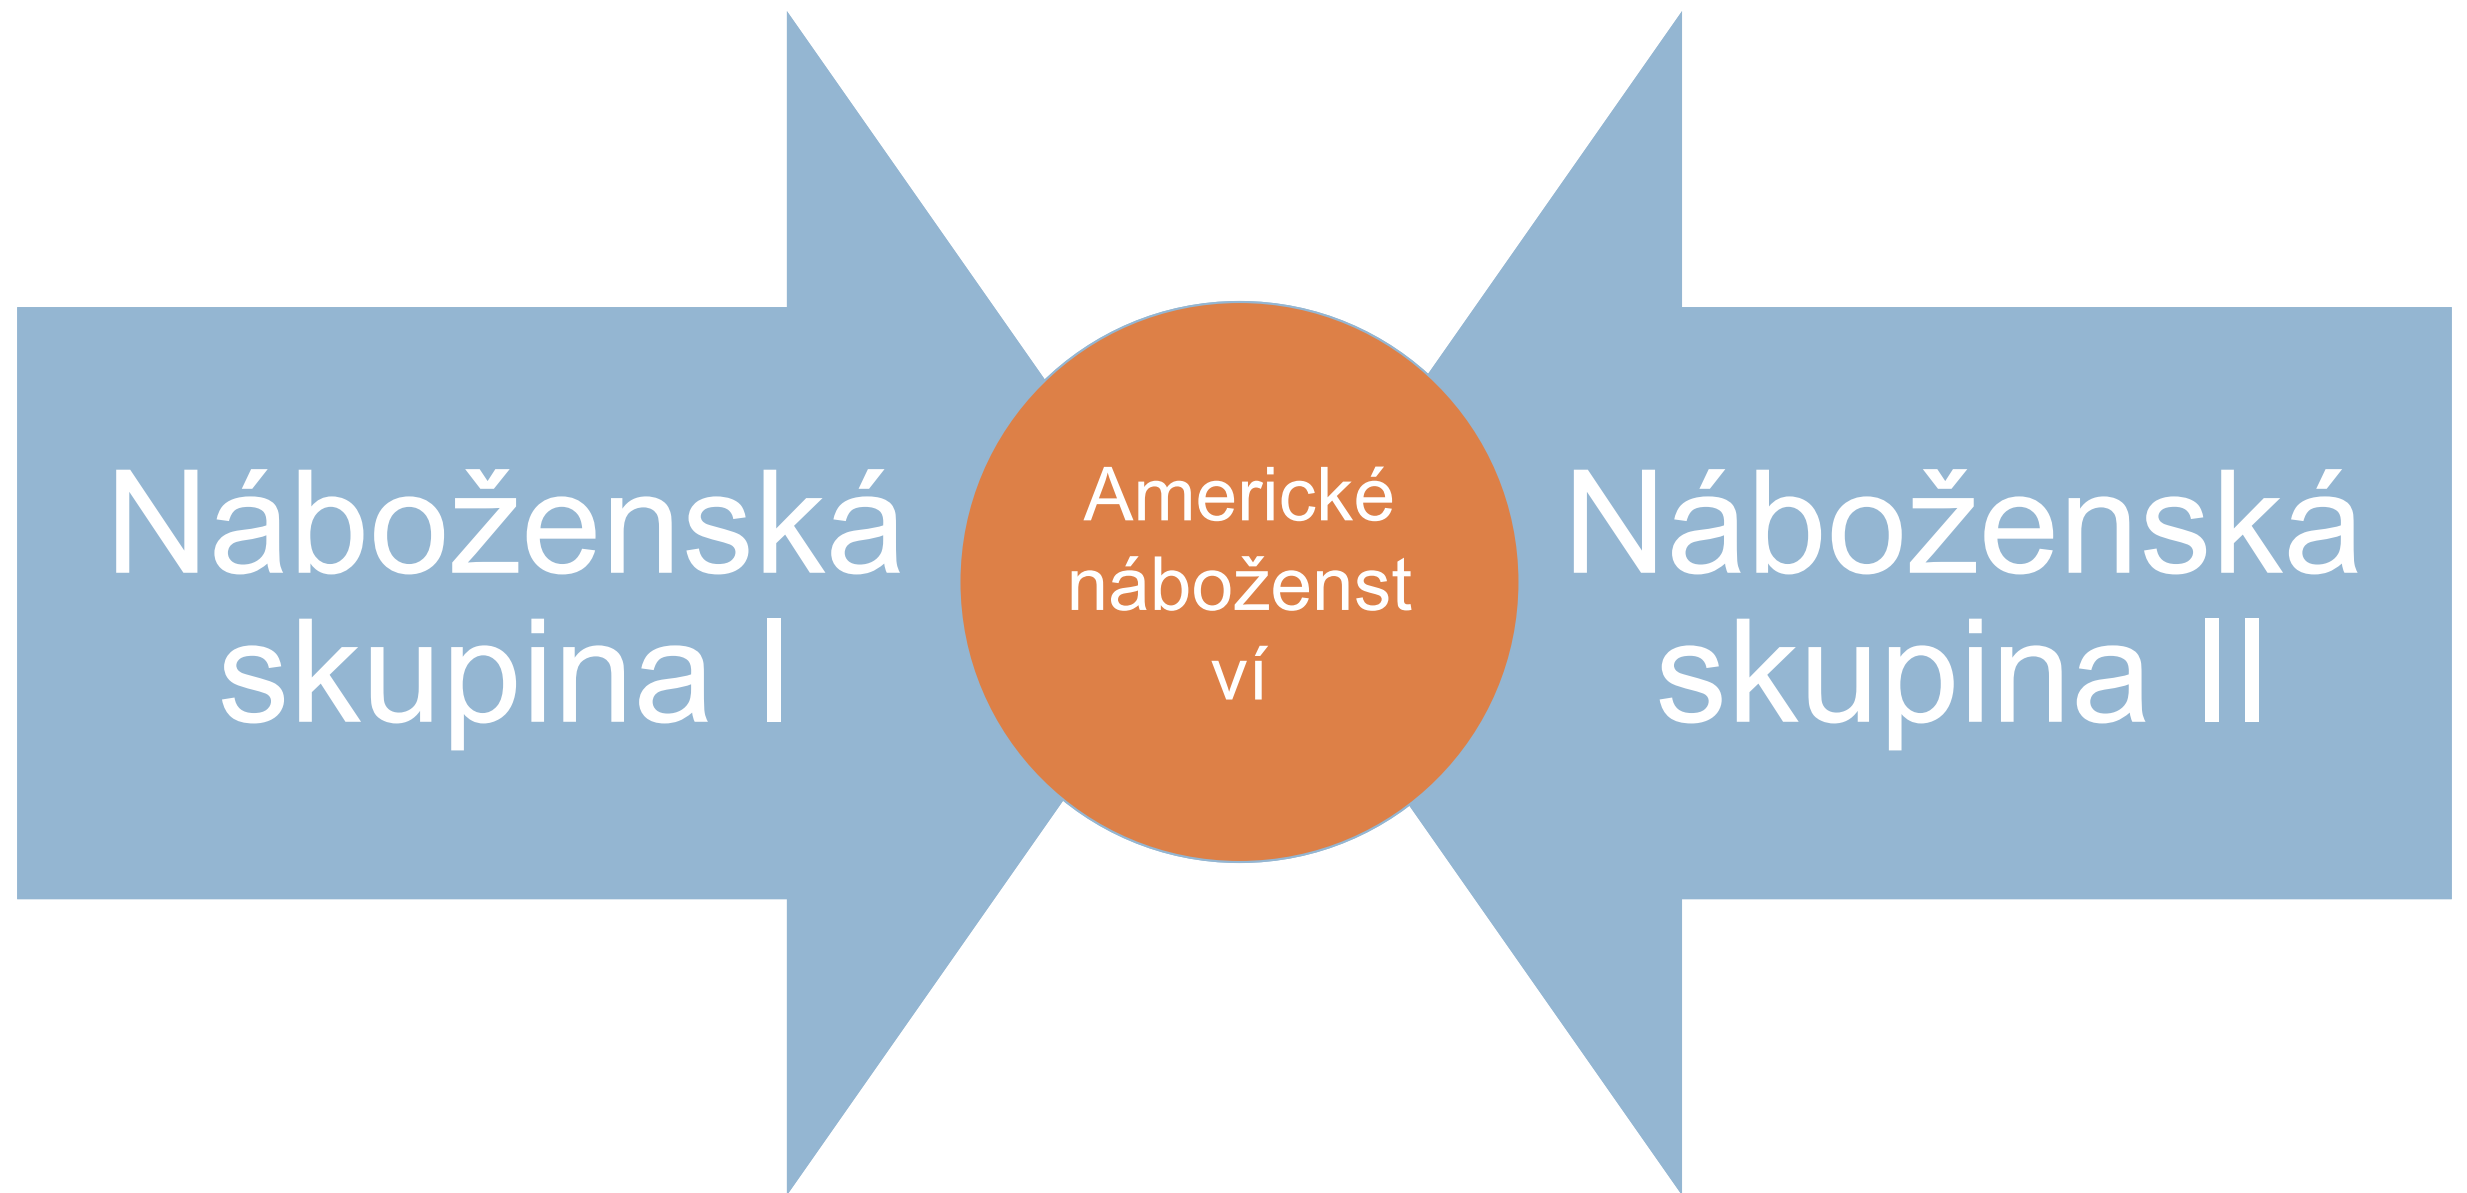 Náboženská
skupina I
Americké
náboženst
ví
Náboženská
skupina II